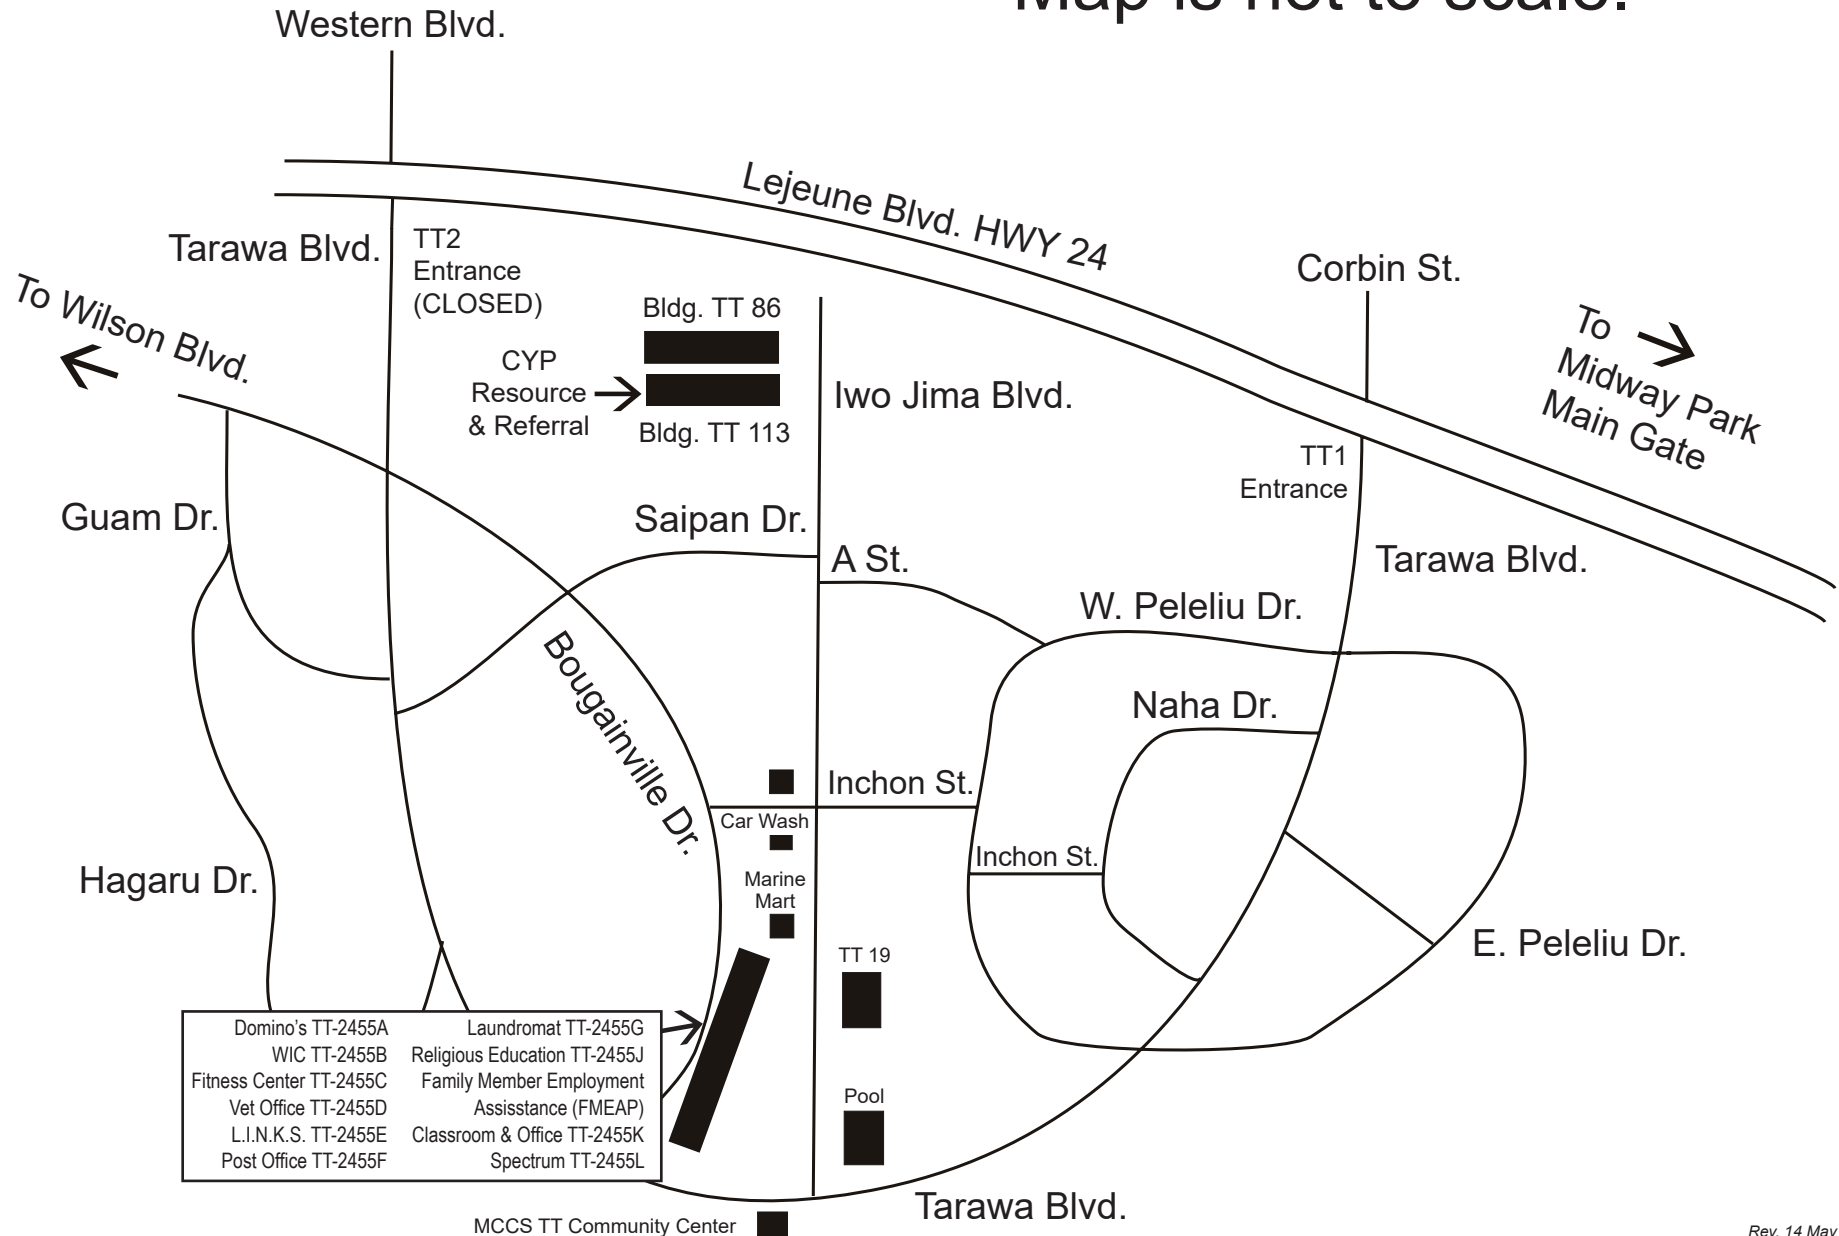 Map is not to scale.
Western Blvd.
Lejeune Blvd. HWY 24
Tarawa Blvd.
TT2
Entrance
(CLOSED)
Corbin St.
To Wilson Blvd.
To
Midway Park
Main Gate
Bldg. TT 86
CYP
Resource
& Referral
Bldg. TT 113
Iwo Jima Blvd.
TT1
Entrance
Guam Dr.
Saipan Dr.
A St.
Tarawa Blvd.
W. Peleliu Dr.
Bougainville Dr.
Naha Dr.
Inchon St.
Car Wash
Inchon St.
Marine
Mart
Hagaru Dr.
E. Peleliu Dr.
TT 19
Domino’s TT-2455A
WIC TT-2455B
Fitness Center TT-2455C
Vet Office TT-2455D
L.I.N.K.S. TT-2455E
Post Office TT-2455F
Laundromat TT-2455G
Religious Education TT-2455J
Family Member Employment
Assisstance (FMEAP)
Classroom & Office TT-2455K
Spectrum TT-2455L
Pool
Tarawa Blvd.
MCCS TT Community Center
Rev. 14 May